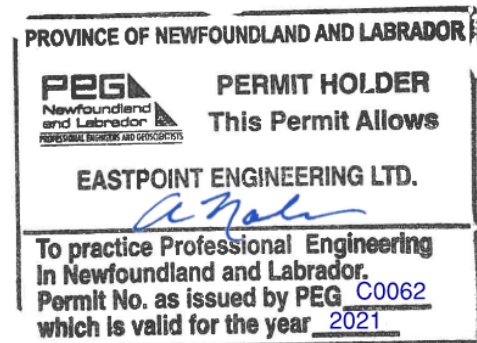 PROVINCE OF NEWFOUNDLAND AND LABRADOR
PEG
Newfoundland
and Labrador
PROFESSIONAL ENGINEERS AND GEOSCIENTISTS
PERMIT HOLDER
This Permit Allows
EASTPOINT ENGINEERING LTD.
To practice Professional Engineering
in Newfoundland and Labrador.
Permit No. as issued by PEG C0062
which is valid for the year 2021